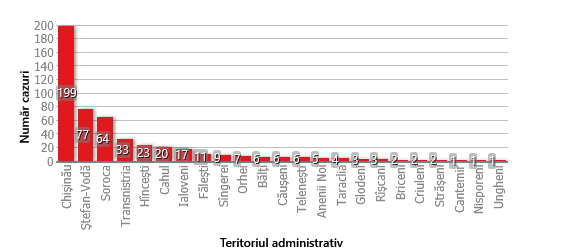 Număr cazuri
200
180
160
140
120
100
80
60
40
20
0
199
77
64
33
23
20
17
11
9
7
6
6
6
5
4
3
3
2
2
2
1
1
1
Chișinău
Ștefan-Vodă
Soroca
Transnistria
Hîncești
Cahul
Ialoveni
Fălești
Sîngerei
Orhei
Bălți
Căușeni
Telenești
Anenii Noi
Taraclia
Glodeni
Rîșcani
Briceni
Criuleni
Strășeni
Cantemir
Nisporeni
Ungheni
Teritoriul administrativ